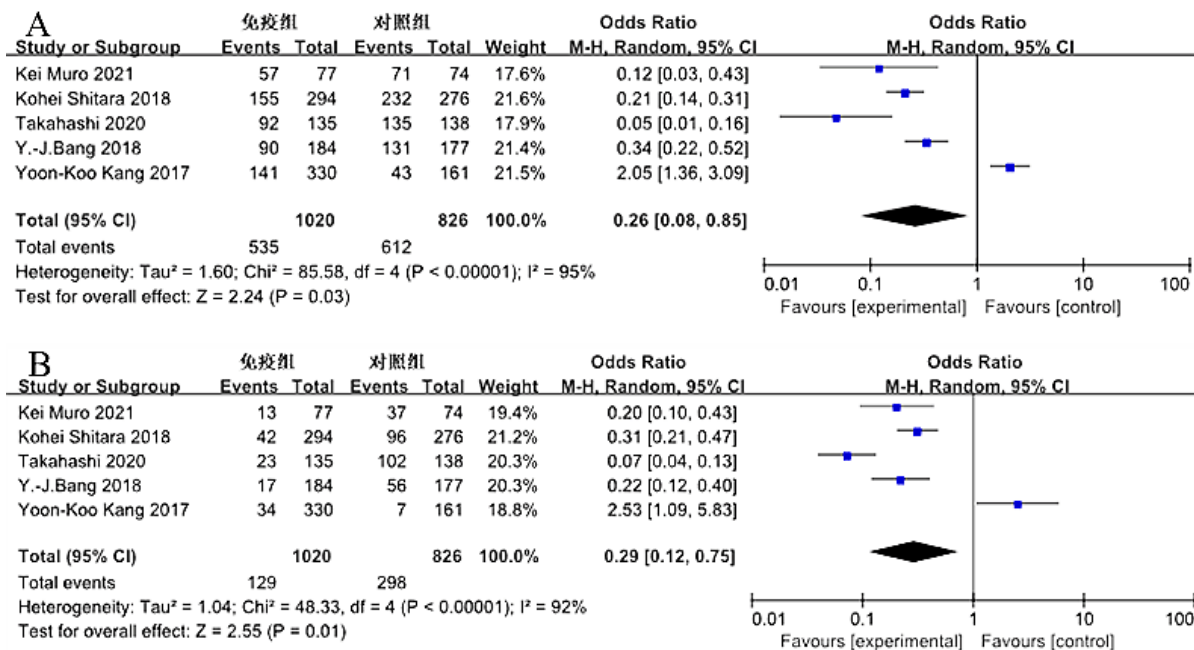 A 免疫组 对照组 Odds Ratio Odds Ratio
Study or Subgroup Events Total Events Total Weight M-H, Random, 95% CI M-H, Random, 95% CI
Kei Muro 2021 57 77 71 74 17.6% 0.12 [0.03, 0.43]
Kohei Shitara 2018 155 294 232 276 21.6% 0.21 [0.14, 0.31]
Takahashi 2020 92 135 135 138 17.9% 0.05 [0.01, 0.16]
Y.-J.Bang 2018 90 184 131 177 21.4% 0.34 [0.22, 0.52]
Yoon-Koo Kang 2017 141 330 43 161 21.5% 2.05 [1.36, 3.09]
Total (95% CI) 1020 826 100.0% 0.26 [0.08, 0.85]
Total events 535 612
Heterogeneity: Tau² = 1.60; Chi² = 85.58, df = 4 (P < 0.00001); I² = 95%
Test for overall effect: Z = 2.24 (P = 0.03)
0.01 0.1 1 10 100
Favours [experimental] Favours [control]
B 免疫组 对照组 Odds Ratio Odds Ratio
Study or Subgroup Events Total Events Total Weight M-H, Random, 95% CI M-H, Random, 95% CI
Kei Muro 2021 13 77 37 74 19.4% 0.20 [0.10, 0.43]
Kohei Shitara 2018 42 294 96 276 21.2% 0.31 [0.21, 0.47]
Takahashi 2020 23 135 102 138 20.3% 0.07 [0.04, 0.13]
Y.-J.Bang 2018 17 184 56 177 20.3% 0.22 [0.12, 0.40]
Yoon-Koo Kang 2017 34 330 7 161 18.8% 2.53 [1.09, 5.83]
Total (95% CI) 1020 826 100.0% 0.29 [0.12, 0.75]
Total events 129 298
Heterogeneity: Tau² = 1.04; Chi² = 48.33, df = 4 (P < 0.00001); I² = 92%
Test for overall effect: Z = 2.55 (P = 0.01)
0.01 0.1 1 10 100
Favours [experimental] Favours [control]